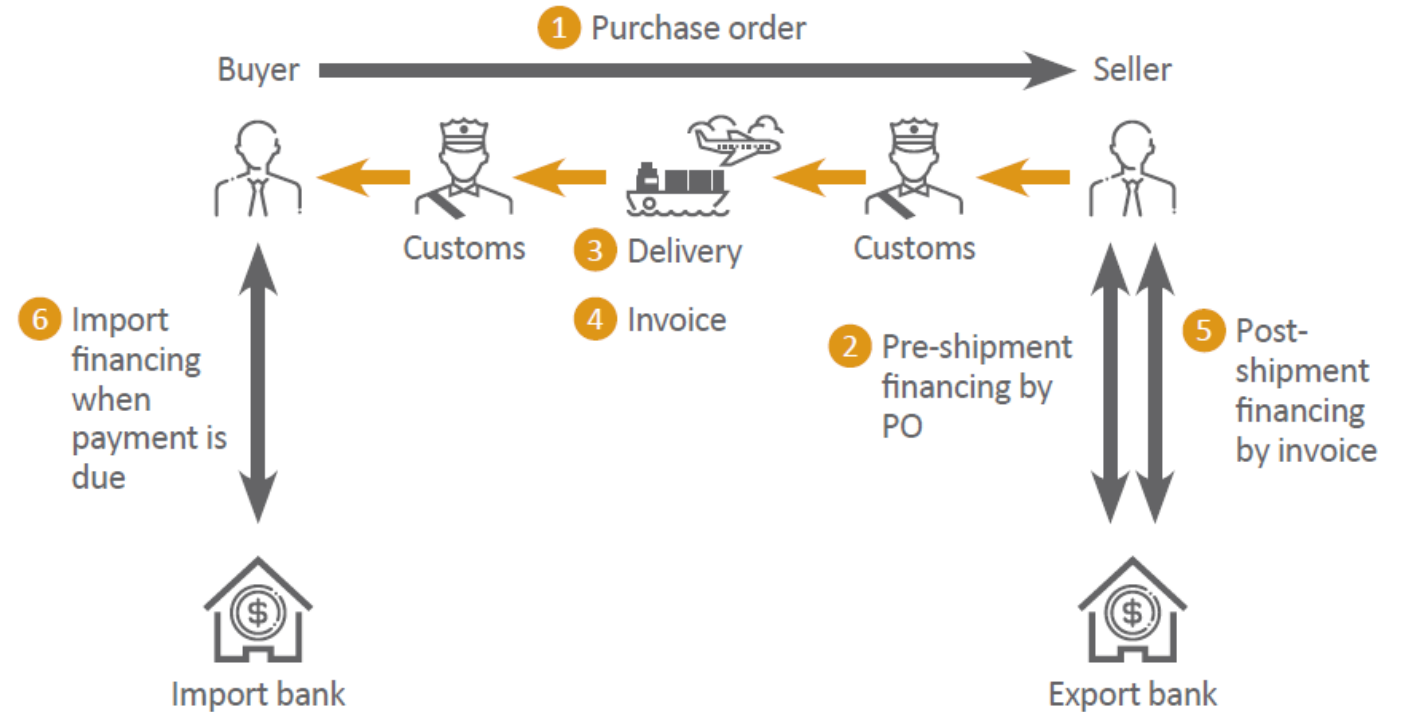 1 Purchase order
Buyer
Seller
Customs
3 Delivery
Customs
4 Invoice
6 Import
financing
when
payment is
due
2 Pre-shipment
financing by
PO
5 Post-
shipment
financing
by invoice
$
$
Import bank
Export bank